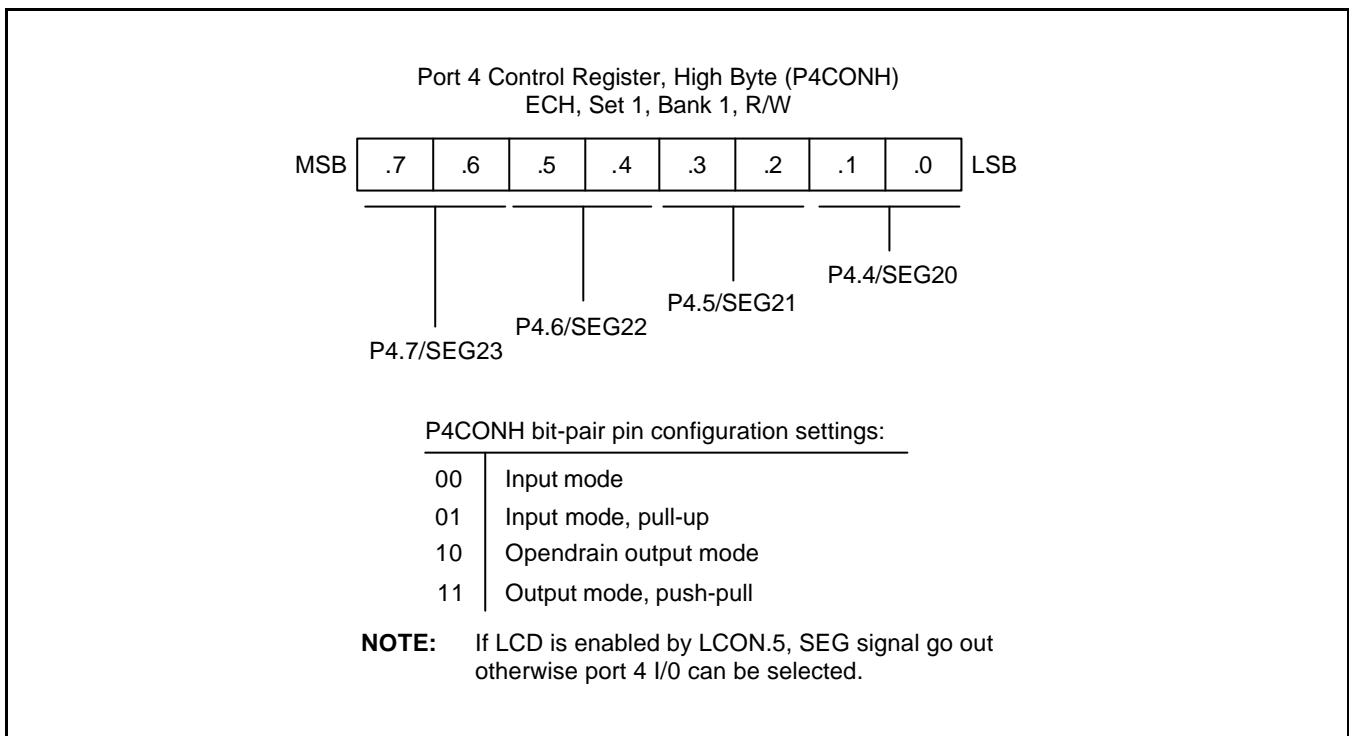 Port 4 Control Register, High Byte (P4CONH)
ECH, Set 1, Bank 1, R/W
MSB .7 .6 .5 .4 .3 .2 .1 .0 LSB
P4.4/SEG20
P4.5/SEG21
P4.6/SEG22
P4.7/SEG23
P4CONH bit-pair pin configuration settings:
00 Input mode
01 Input mode, pull-up
10 Opendrain output mode
11 Output mode, push-pull
NOTE: If LCD is enabled by LCON.5, SEG signal go out
otherwise port 4 I/0 can be selected.